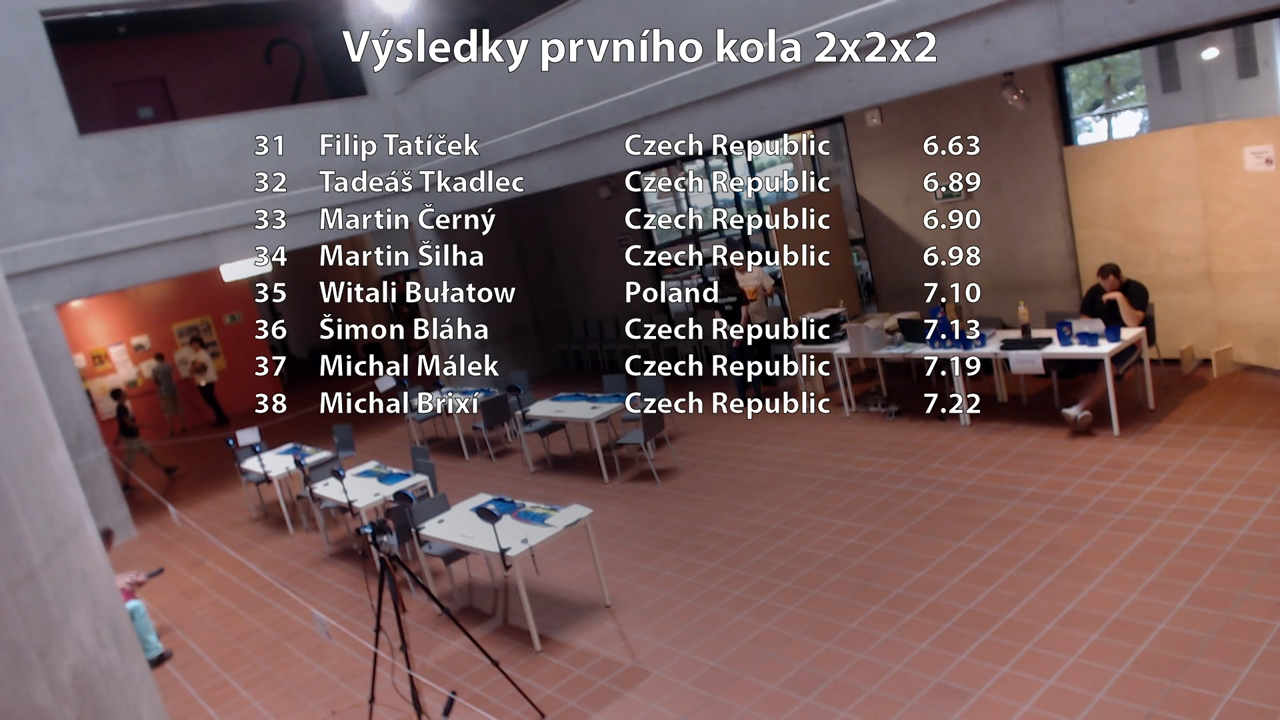 Výsledky prvního kola 2x2x2
31 Filip Tatíček Czech Republic 6.63
32 Tadeáš Tkadlec Czech Republic 6.89
33 Martin Černý Czech Republic 6.90
34 Martin Šilha Czech Republic 6.98
35 Witali Bułatow Poland 7.10
36 Šimon Bláha Czech Republic 7.13
37 Michal Málek Czech Republic 7.19
38 Michal Brixí Czech Republic 7.22